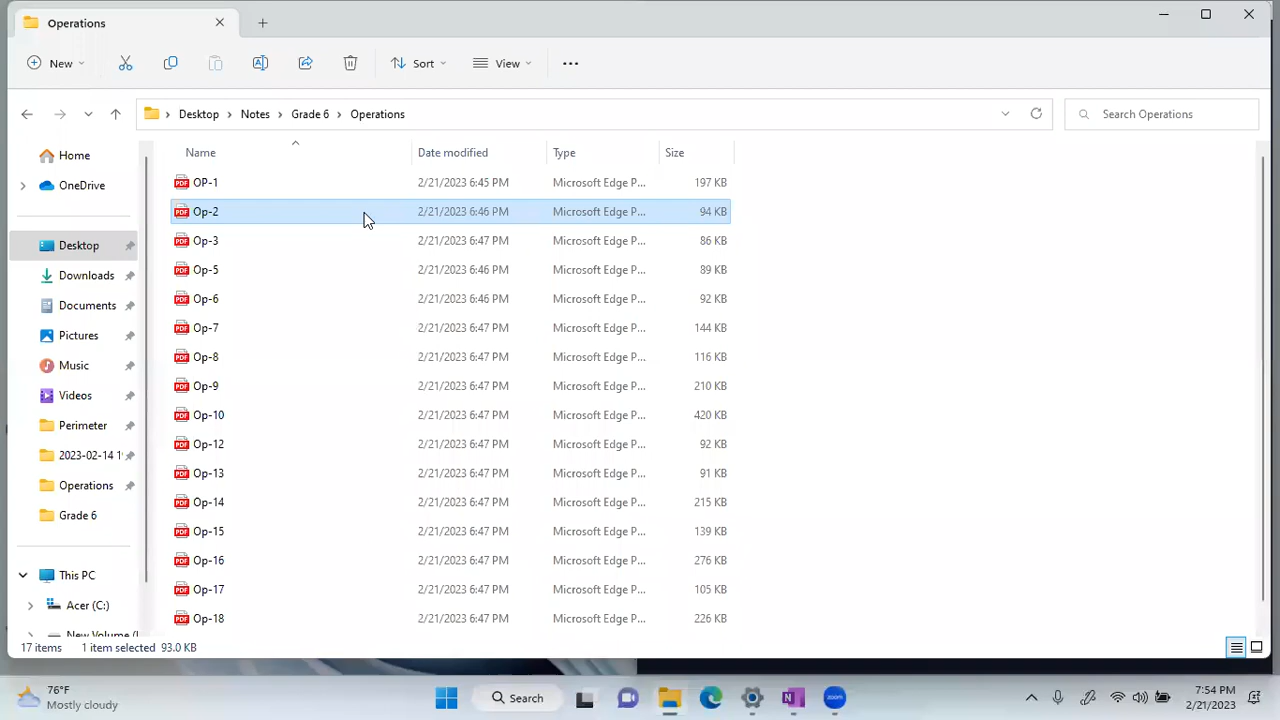 Operations
New Sort View
Desktop Notes Grade 6 Operations Search Operations
Home
OneDrive
Desktop
Downloads
Documents
Pictures
Music
Videos
Perimeter
2023-02-14 1
Operations
Grade 6
This PC
Acer (C:)
New Volume (
Name Date modified Type Size
OP-1 2/21/2023 6:45 PM Microsoft Edge P... 197 KB
Op-2 2/21/2023 6:46 PM Microsoft Edge P... 94 KB
Op-3 2/21/2023 6:47 PM Microsoft Edge P... 86 KB
Op-5 2/21/2023 6:46 PM Microsoft Edge P... 89 KB
Op-6 2/21/2023 6:46 PM Microsoft Edge P... 92 KB
Op-7 2/21/2023 6:47 PM Microsoft Edge P... 144 KB
Op-8 2/21/2023 6:47 PM Microsoft Edge P... 116 KB
Op-9 2/21/2023 6:47 PM Microsoft Edge P... 210 KB
Op-10 2/21/2023 6:47 PM Microsoft Edge P... 420 KB
Op-12 2/21/2023 6:47 PM Microsoft Edge P... 92 KB
Op-13 2/21/2023 6:47 PM Microsoft Edge P... 91 KB
Op-14 2/21/2023 6:47 PM Microsoft Edge P... 215 KB
Op-15 2/21/2023 6:47 PM Microsoft Edge P... 139 KB
Op-16 2/21/2023 6:47 PM Microsoft Edge P... 276 KB
Op-17 2/21/2023 6:47 PM Microsoft Edge P... 105 KB
Op-18 2/21/2023 6:47 PM Microsoft Edge P... 226 KB
17 items 1 item selected 93.0 KB
76°F
Mostly cloudy
Search
zoom
7:54 PM
2/21/2023